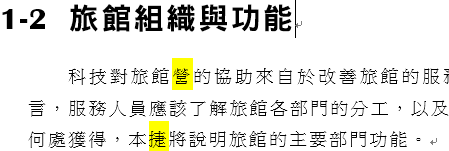 1-2 旅館組織與功能
科技對旅館營的協助來自於改善旅館的服
言，服務人員應該了解旅館各部門的分工，以及
何處獲得，本捷將說明旅館的主要部門功能。